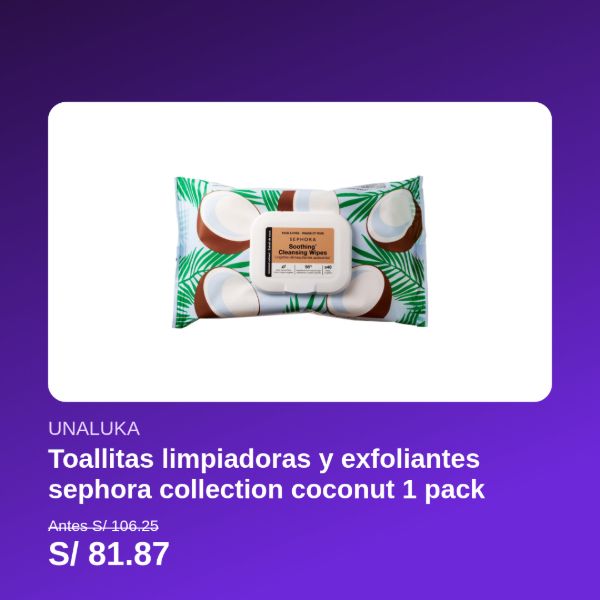 SEPHORA
Soothing
Cleansing Wipes
UNALUKA
Toallitas limpiadoras y exfoliantes
sephora collection coconut 1 pack
Antes S/ 106.25
S/ 81.87